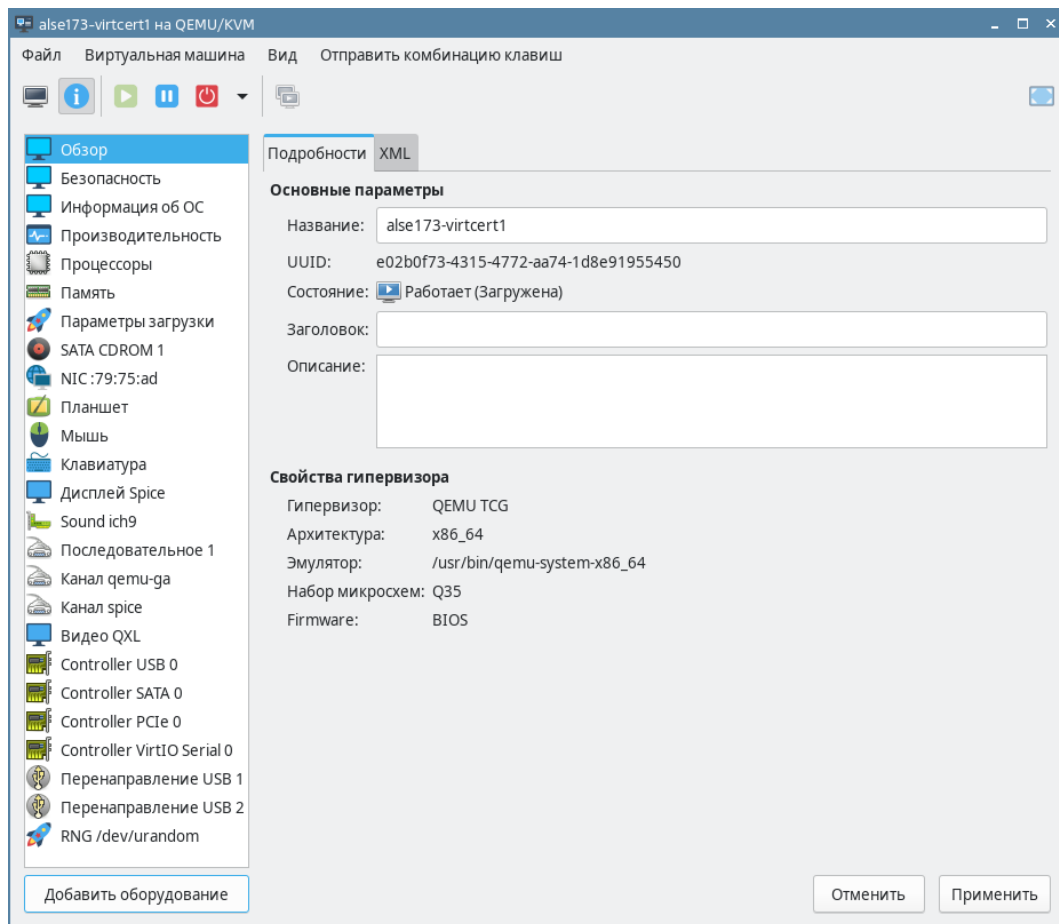 alse173-virtcert1 на QEMU/KVM
Файл Виртуальная машина Вид Отправить комбинацию клавиш
Обзор
Безопасность
Информация об ОС
Производительность
Процессоры
Память
Параметры загрузки
SATA CDROM 1
NIC :79:75:ad
Планшет
Мышь
Клавиатура
Дисплей Spice
Sound ich9
Последовательное 1
Канал qemu-ga
Канал spice
Видео QXL
Controller USB 0
Controller SATA 0
Controller PCIe 0
Controller VirtIO Serial 0
Перенаправление USB 1
Перенаправление USB 2
RNG /dev/urandom
Добавить оборудование
Подробности XML
Основные параметры
Название: alse173-virtcert1
UUID: e02b0f73-4315-4772-aa74-1d8e91955450
Состояние: Работает (Загружена)
Заголовок:
Описание:
Свойства гипервизора
Гипервизор: QEMU TCG
Архитектура: x86_64
Эмулятор: /usr/bin/qemu-system-x86_64
Набор микросхем: Q35
Firmware: BIOS
Отменить Применить